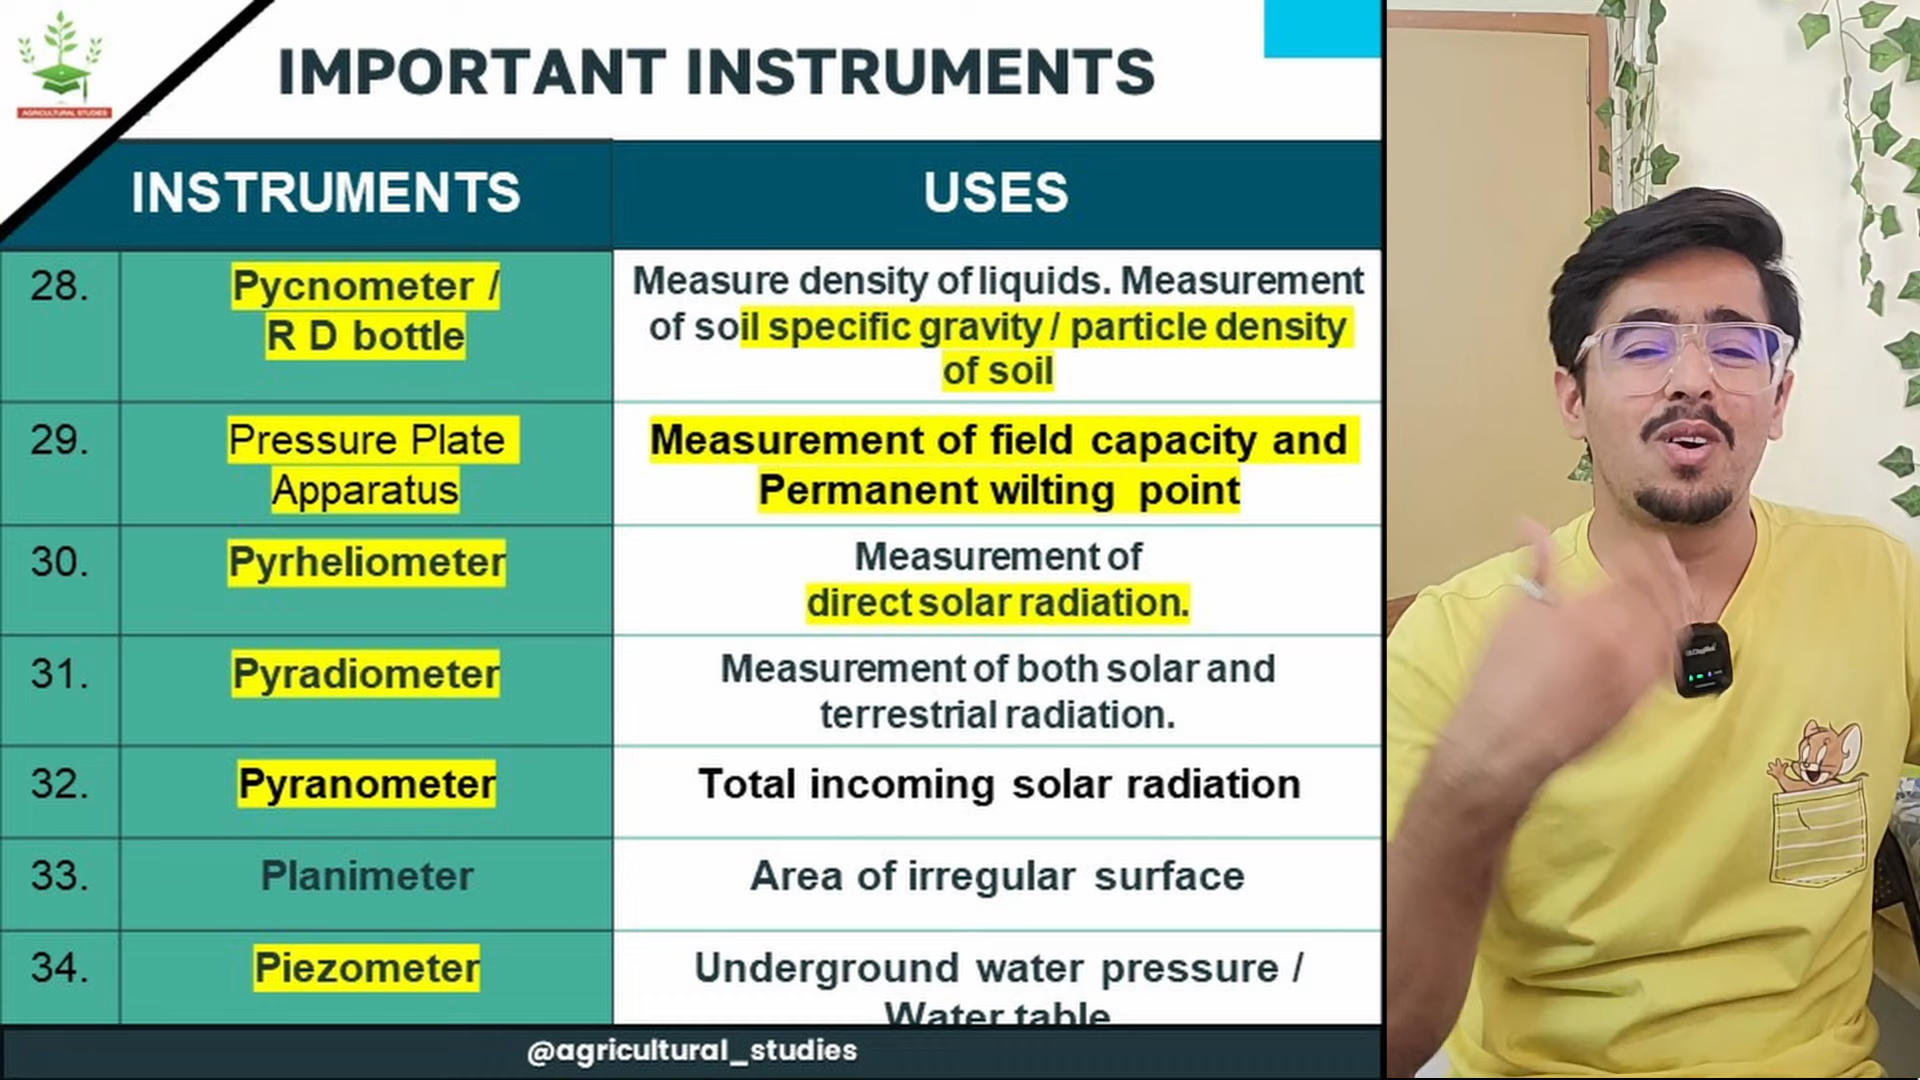 AGRICULTURAL STUDIES
IMPORTANT INSTRUMENTS
INSTRUMENTS
USES
28.
Pycnometer /
R D bottle
Measure density of liquids. Measurement
of soil specific gravity / particle density
of soil
29.
Pressure Plate
Apparatus
Measurement of field capacity and
Permanent wilting point
30.
Pyrheliometer
Measurement of
direct solar radiation.
31.
Pyradiometer
Measurement of both solar and
terrestrial radiation.
32.
Pyranometer
Total incoming solar radiation
33.
Planimeter
Area of irregular surface
34.
Piezometer
Underground water pressure /
Water table
@agricultural_studies